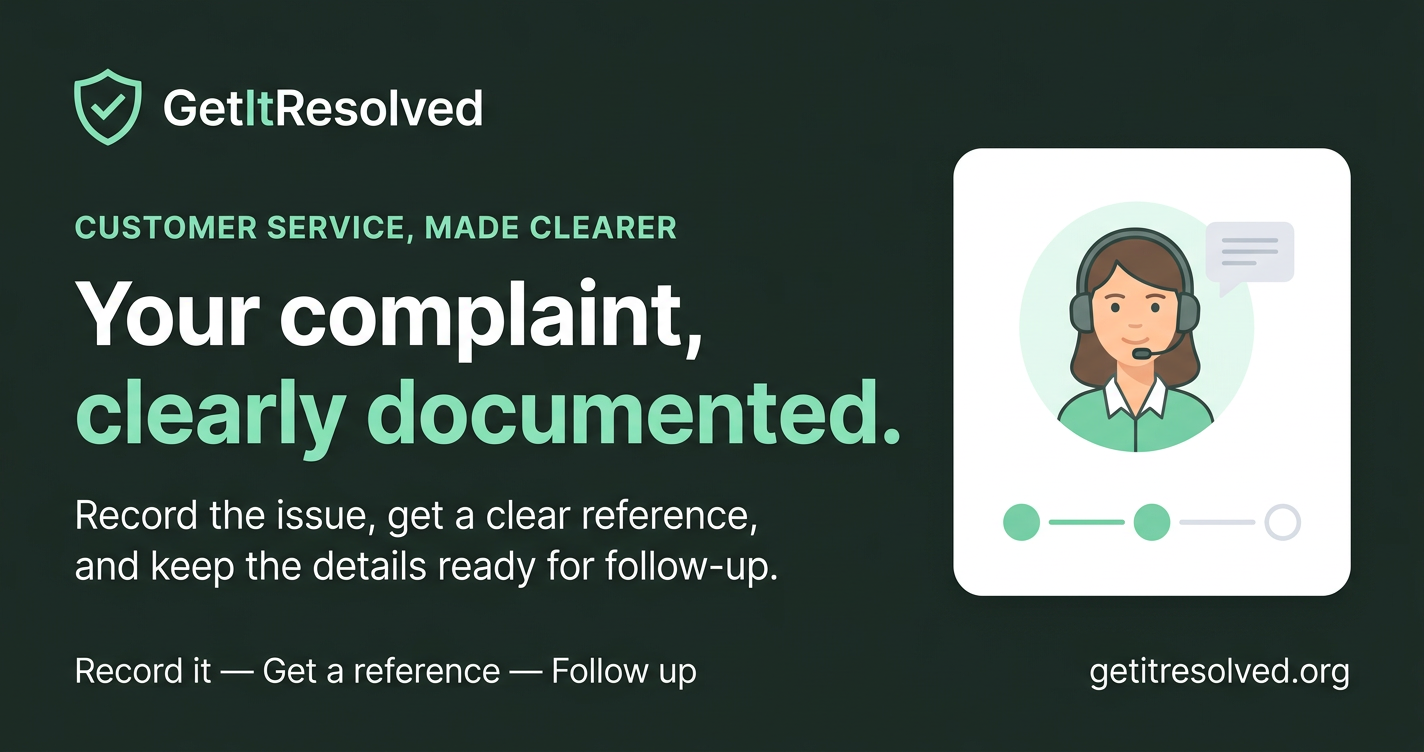 GetItResolved
CUSTOMER SERVICE, MADE CLEARER
Your complaint,
clearly documented.
Record the issue, get a clear reference,
and keep the details ready for follow-up.
Record it — Get a reference — Follow up
getitresolved.org